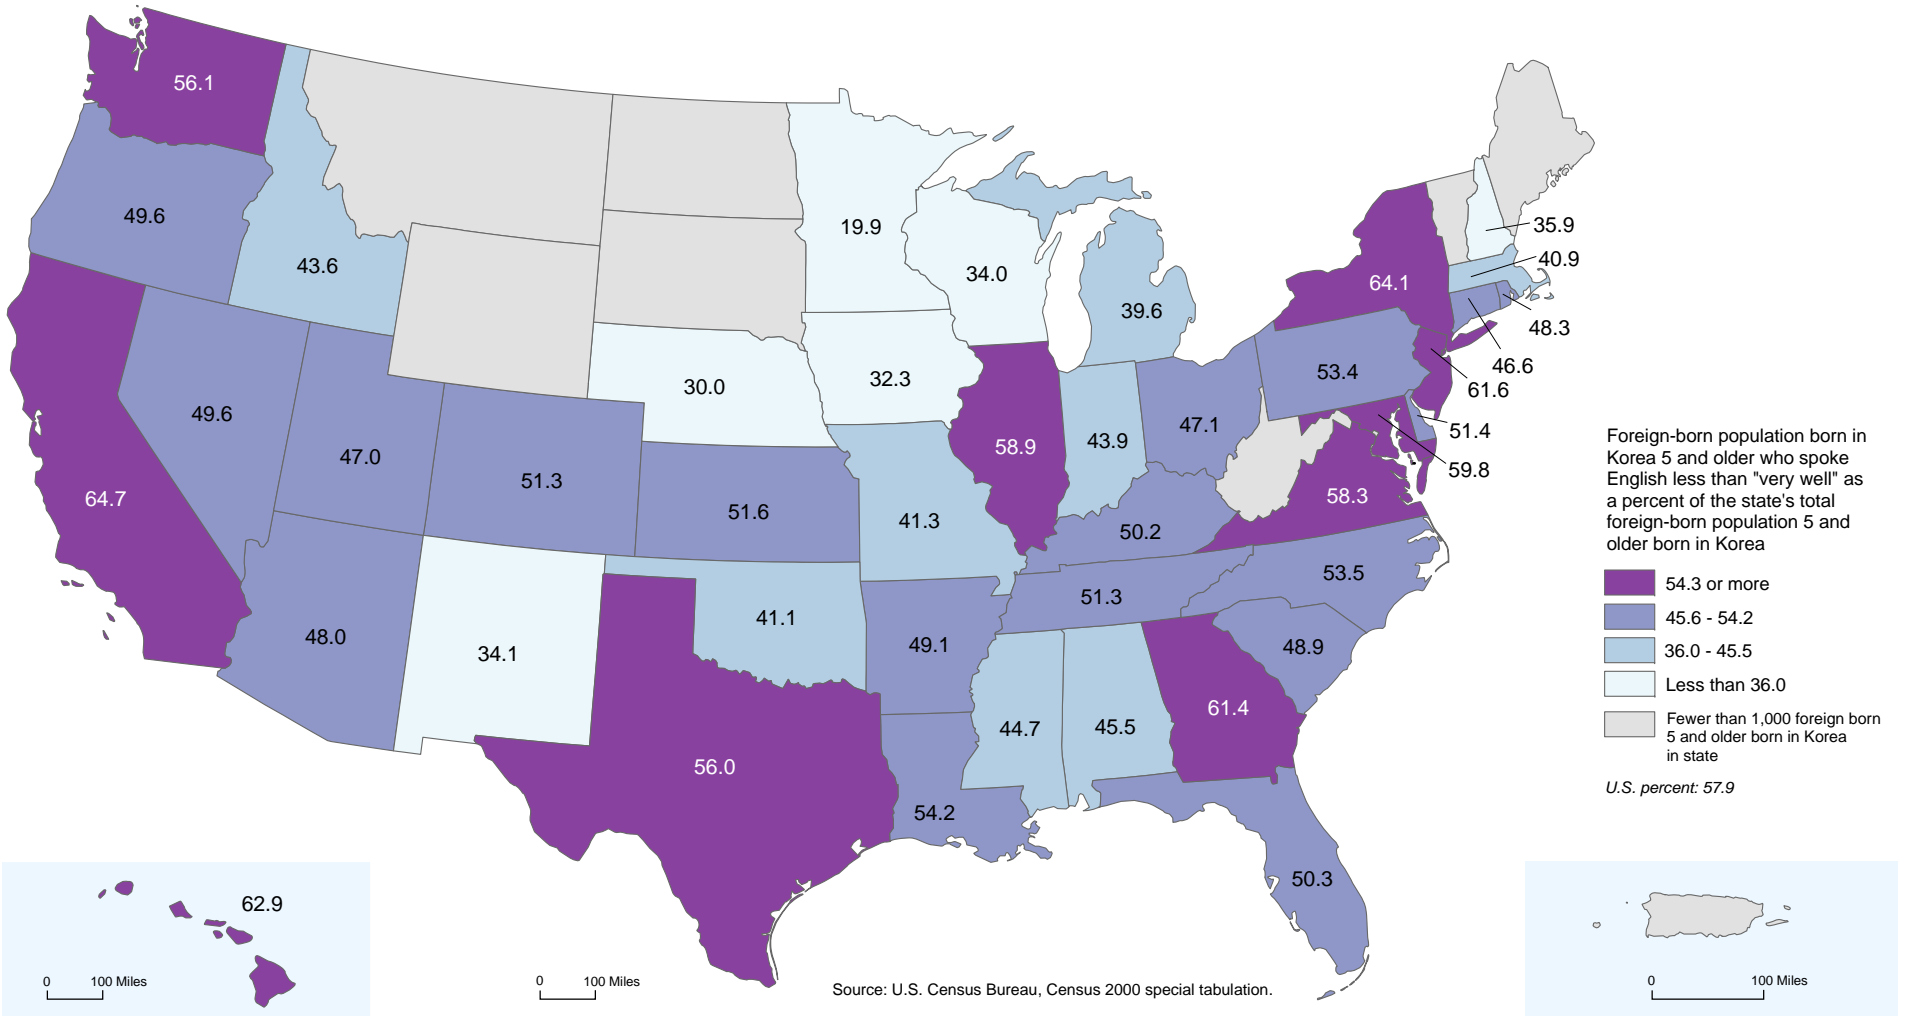 56.1
49.6
43.6
19.9
34.0
39.6
64.1
35.9
40.9
48.3
46.6
61.6
51.4
59.8
53.4
30.0
32.3
49.6
47.0
51.3
51.6
64.7
58.9
43.9
47.1
58.3
41.3
50.2
53.5
51.3
48.0
34.1
41.1
49.1
48.9
44.7
45.5
61.4
56.0
54.2
50.3
62.9
Foreign-born population born in
Korea 5 and older who spoke
English less than "very well" as
a percent of the state's total
foreign-born population 5 and
older born in Korea
54.3 or more
45.6 - 54.2
36.0 - 45.5
Less than 36.0
Fewer than 1,000 foreign born
5 and older born in Korea
in state
U.S. percent: 57.9
0 100 Miles
0 100 Miles
Source: U.S. Census Bureau, Census 2000 special tabulation.
0 100 Miles